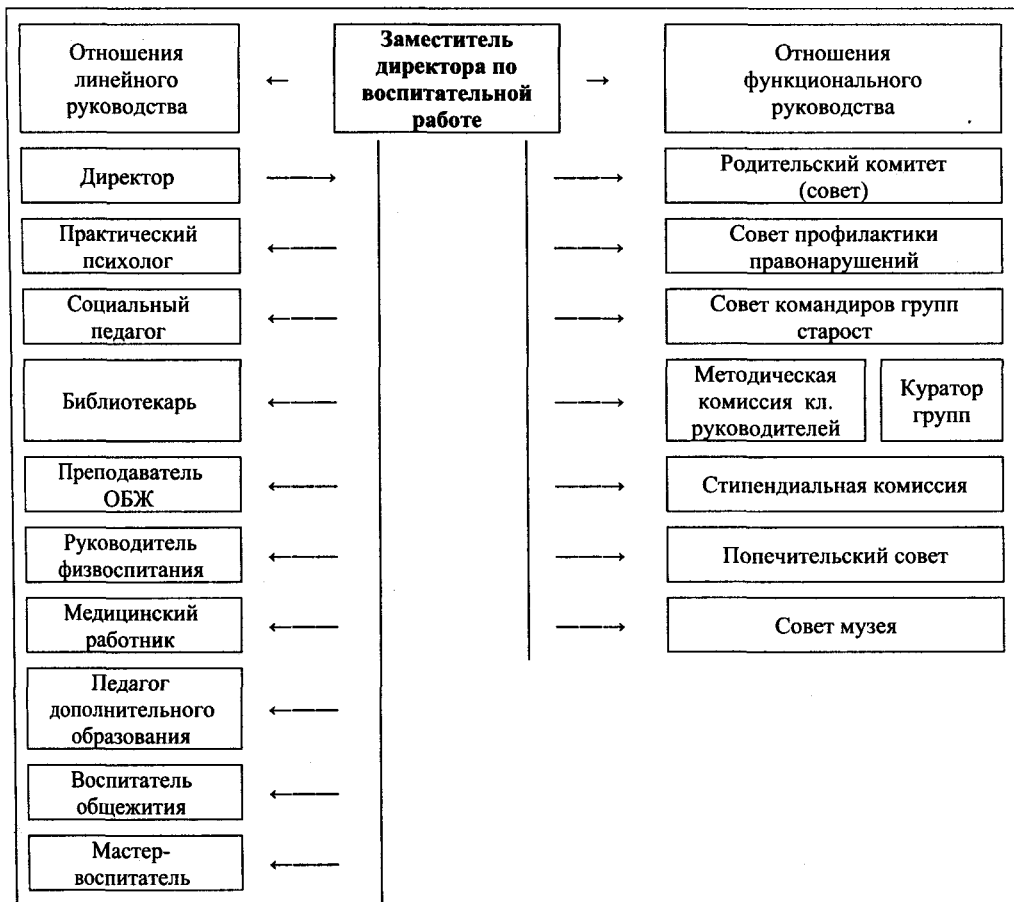 Отношения
линейного
руководства
Заместитель
директора по
воспитательной
работе
Отношения
функционального
руководства
Директор
Родительский комитет
(совет)
Практический
психолог
Совет профилактики
правонарушений
Социальный
педагог
Совет командиров групп
старост
Библиотекарь
Методическая
комиссия кл.
руководителей
Куратор
групп
Преподаватель
ОБЖ
Стипендиальная комиссия
Руководитель
физвоспитания
Попечительский совет
Медицинский
работник
Совет музея
Педагог
дополнительного
образования
Воспитатель
общежития
Мастер-
воспитатель